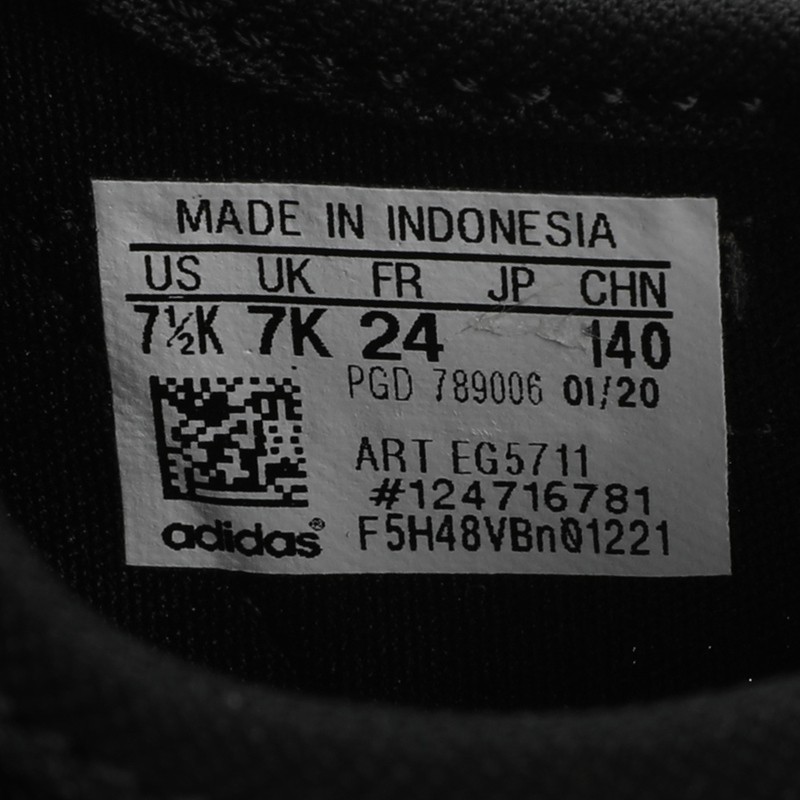 MADE IN INDONESIA
US UK FR JP CHN
7½K 7K 24 140
PGD 789006 01/20
ART EG5711
#124716781
adidas® F5H48VBn01221